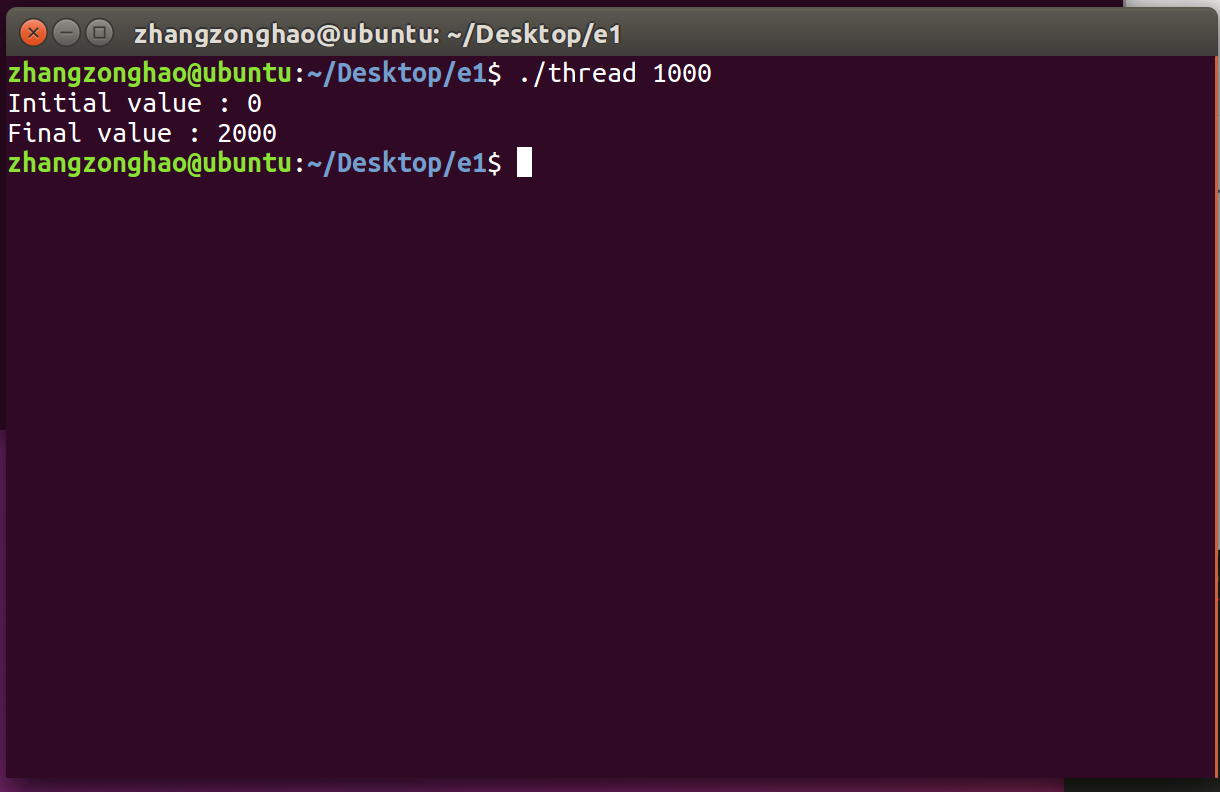 zhangzonghao@ubuntu: ~/Desktop/e1
zhangzonghao@ubuntu:~/Desktop/e1$ ./thread 1000
Initial value : 0
Final value : 2000
zhangzonghao@ubuntu:~/Desktop/e1$